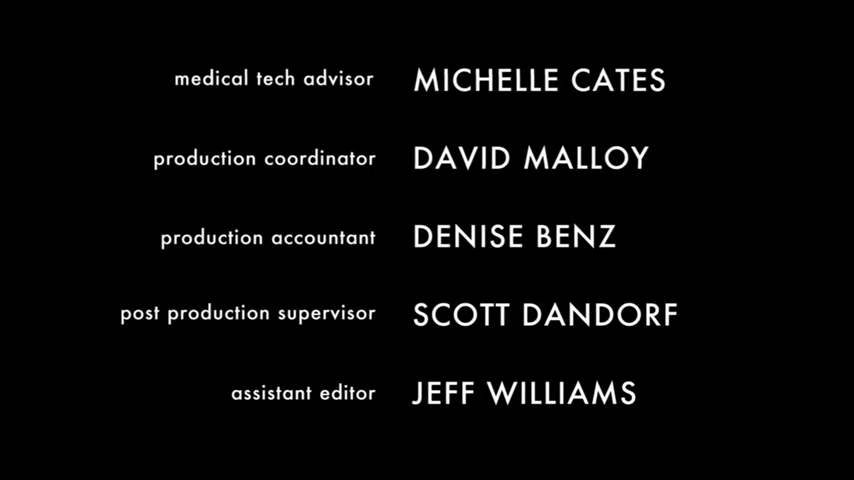 medical tech advisor MICHELLE CATES
production coordinator DAVID MALLOY
production accountant DENISE BENZ
post production supervisor SCOTT DANDORF
assistant editor JEFF WILLIAMS